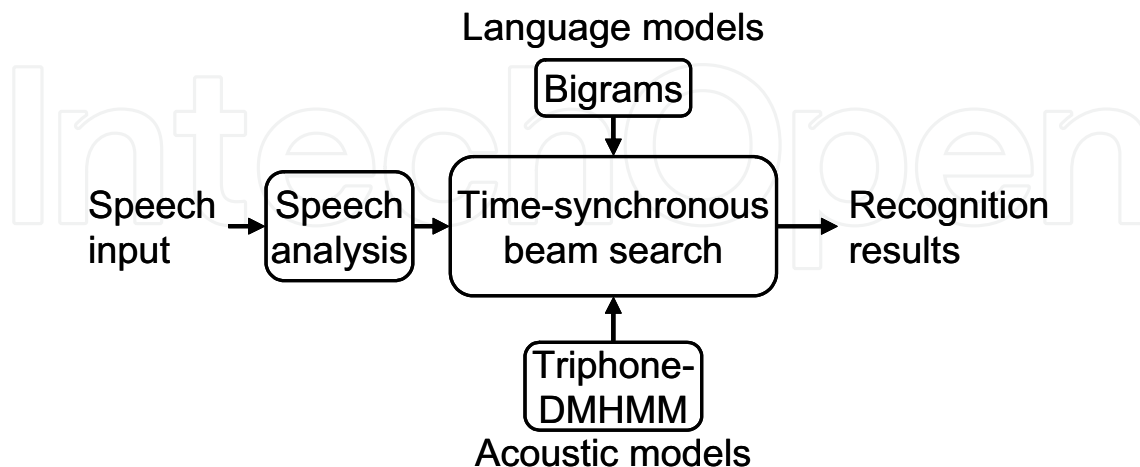 Language models
Bigrams
IntechOpen
Speech
input
Speech
analysis
Time-synchronous
beam search
Recognition
results
Triphone-
DMHMM
Acoustic models